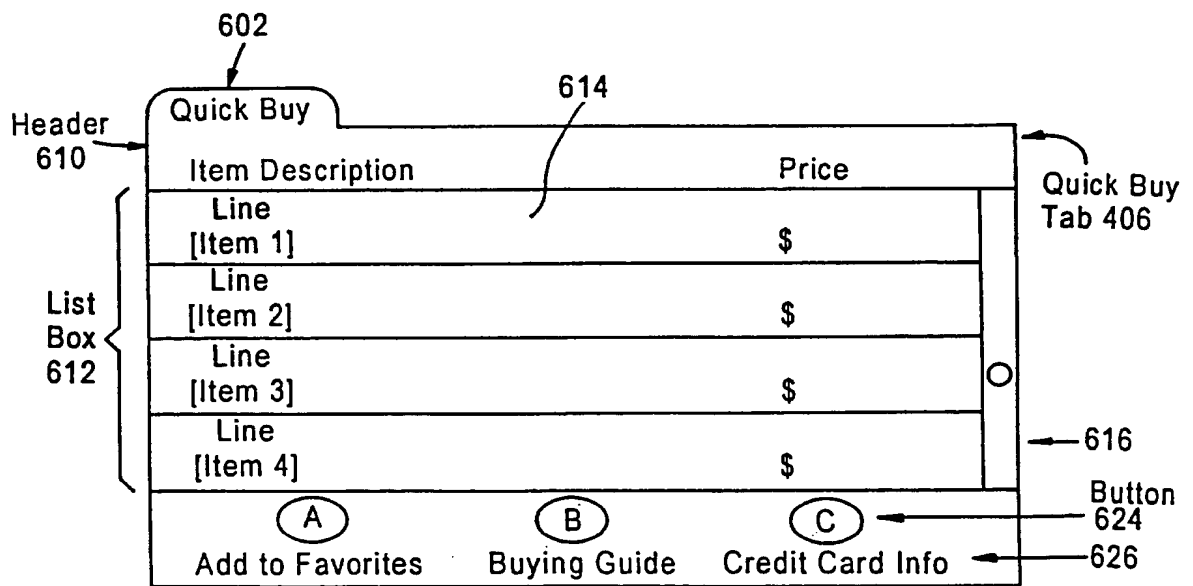 602
Quick Buy
614
Header
610
Item Description Price
Quick Buy
Tab 406
Line
[Item 1] $
Line
[Item 2] $
List
Box
612
Line
[Item 3] $
Line
[Item 4] $
616
A B C
Button
624
Add to Favorites Buying Guide Credit Card Info
626